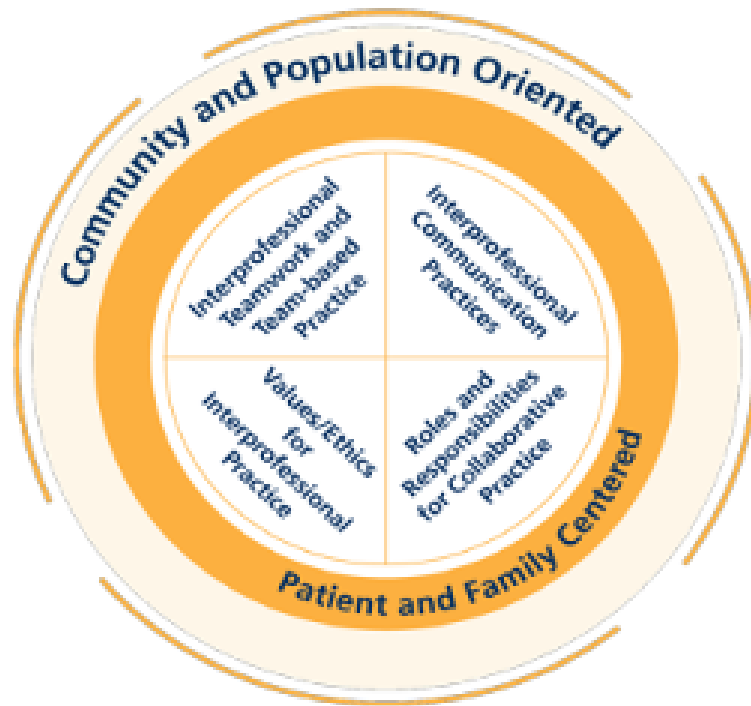 Community and Population Oriented
Interprofessional
Teamwork and
Team-based
Practice
Interprofessional
Communication
Practices
Values/Ethics
for
Interprofessional
Practice
Roles and
Responsibilities
for Collaborative
Practice
Patient and Family Centered